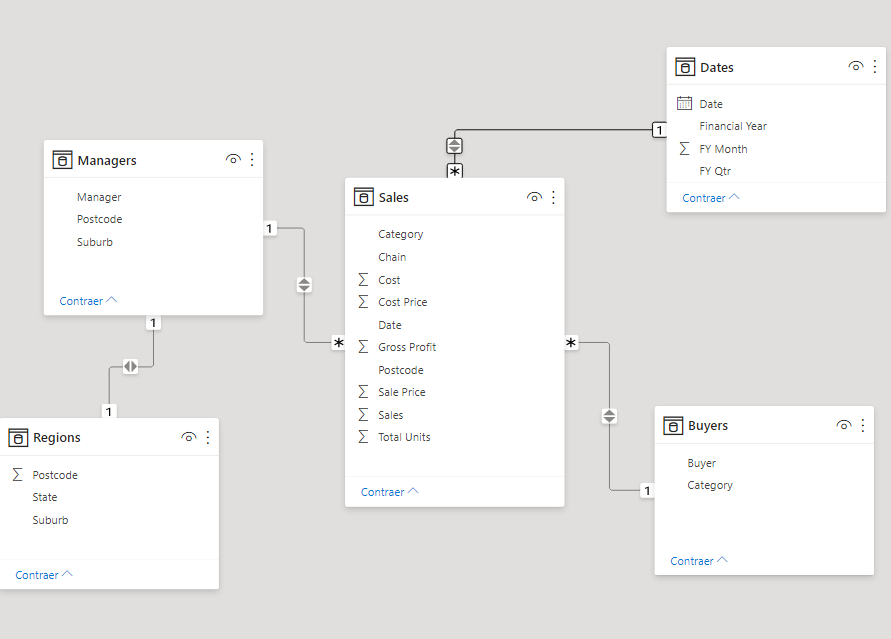 Dates
Date
Financial Year
FY Month
FY Qtr
Contraer
1
*
Managers
Manager
Postcode
Suburb
Contraer
1
1
Sales
Category
Chain
Cost
Cost Price
Date
Gross Profit
Postcode
Sale Price
Sales
Total Units
Contraer
*
*
1
Regions
Postcode
State
Suburb
Contraer
1
Buyers
Buyer
Category
Contraer